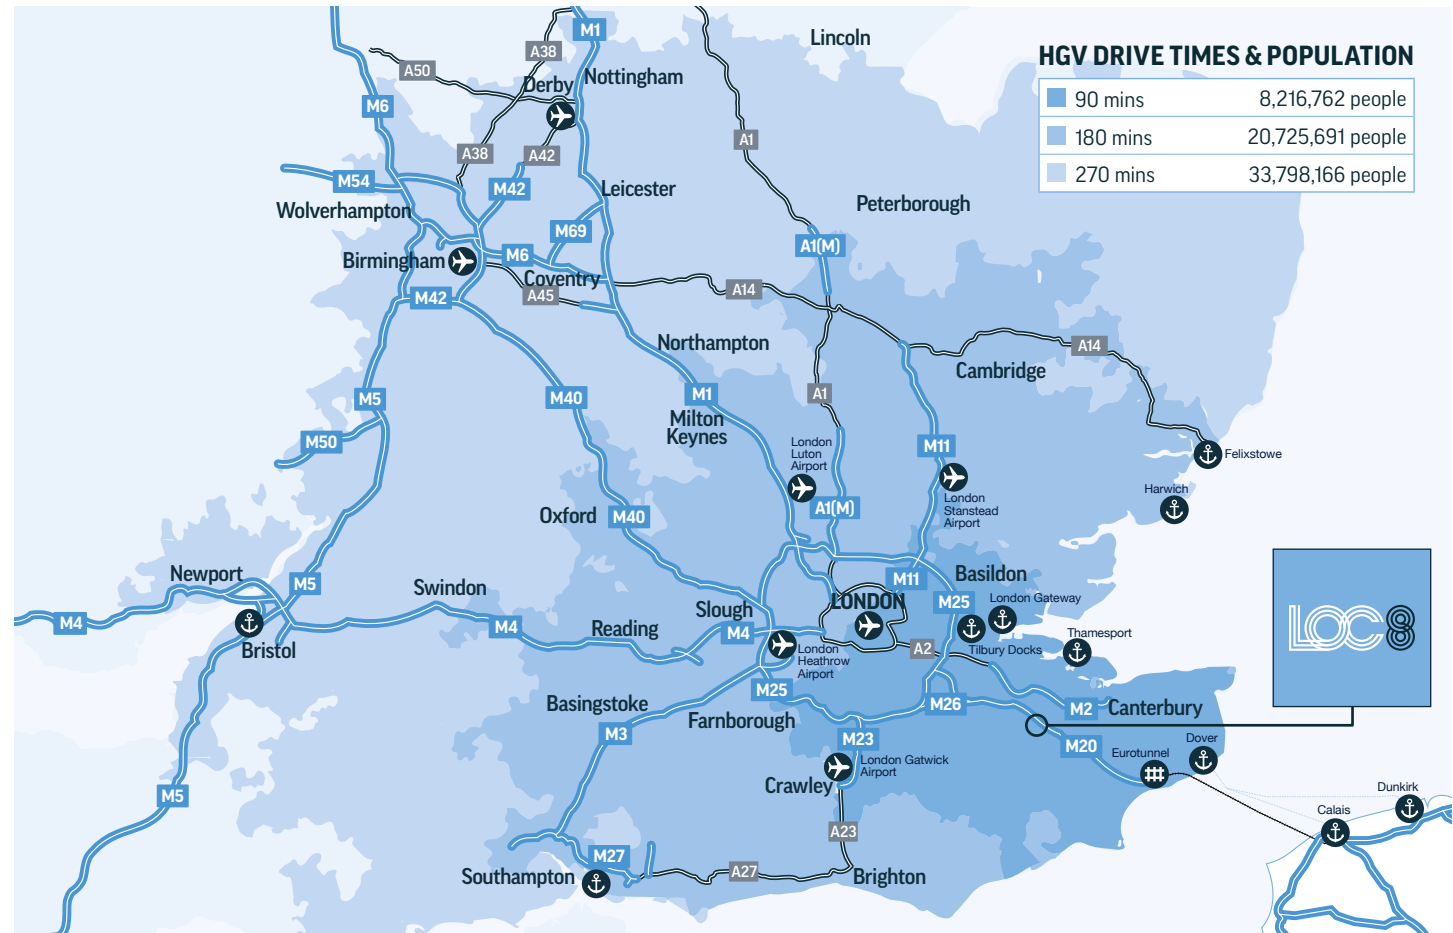 HGV DRIVE TIMES & POPULATION
90 mins 8,216,762 people
180 mins 20,725,691 people
270 mins 33,798,166 people
Lincoln
M1
A38
A50
Nottingham
Derby
M6
A1
A38
A42
M54
M42
Leicester
Wolverhampton
Peterborough
M69
A1(M)
M6
Birmingham
Coventry
M42
A45
A14
Northampton
A14
Cambridge
M5
M40
M1
A1
Milton
Keynes
M50
London
Luton
Airport
M11
Felixstowe
Harwich
London
Stanstead
Airport
Oxford
M40
A1(M)
Newport
M5
Swindon
M11
Basildon
London Gateway
LONDON
M25
Slough
M4
M4
Reading
M4
Thamesport
Bristol
London
Heathrow
Airport
A2
Tilbury Docks
LOC8
M25
M26
M2
Canterbury
Basingstoke
Farnborough
M3
M23
M20
Dover
Eurotunnel
London Gatwick
Airport
Crawley
M5
Dunkirk
Calais
A23
M27
Southampton
A27
Brighton